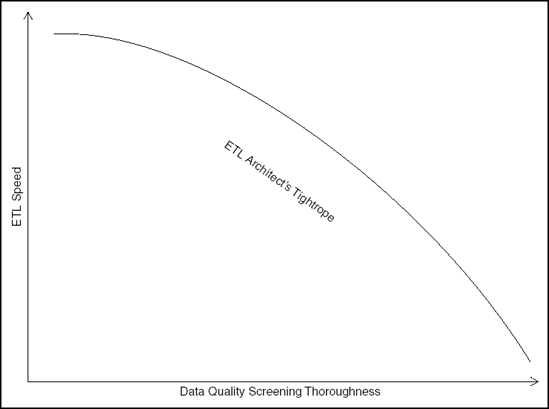 ETL Architect's Tightrope
ETL Speed
Data Quality Screening Thoroughness